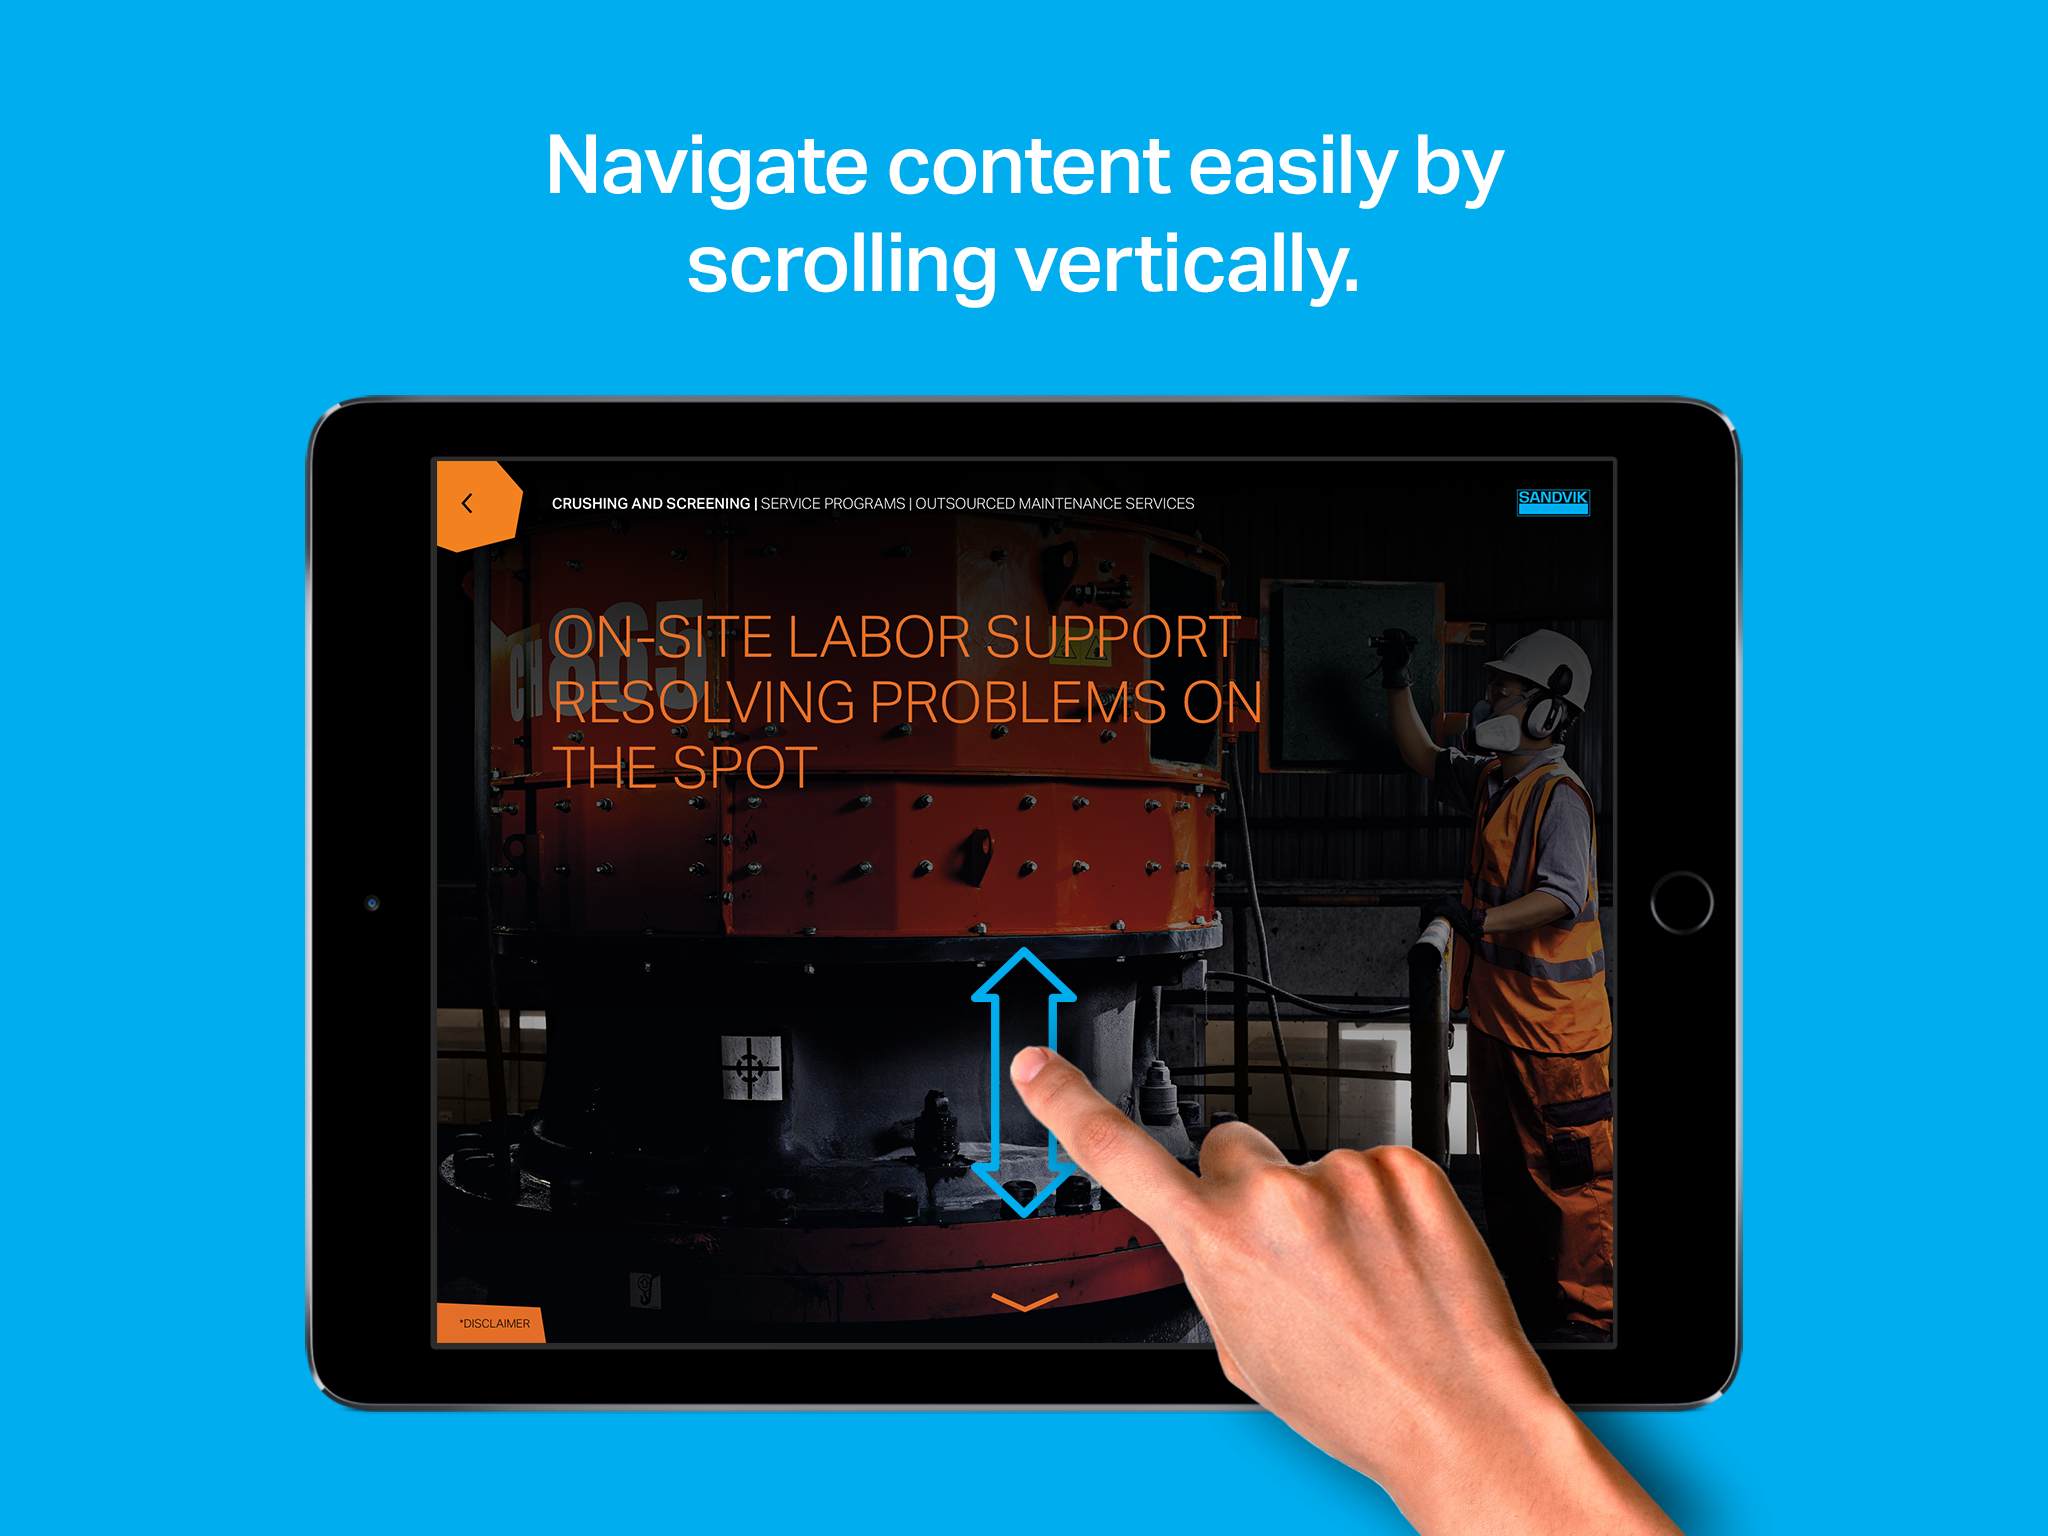 Navigate content easily by
scrolling vertically.
CRUSHING AND SCREENING | SERVICE PROGRAMS | OUTSOURCED MAINTENANCE SERVICES
SANDVIK
ON-SITE LABOR SUPPORT
RESOLVING PROBLEMS ON
THE SPOT
CH865
*DISCLAIMER